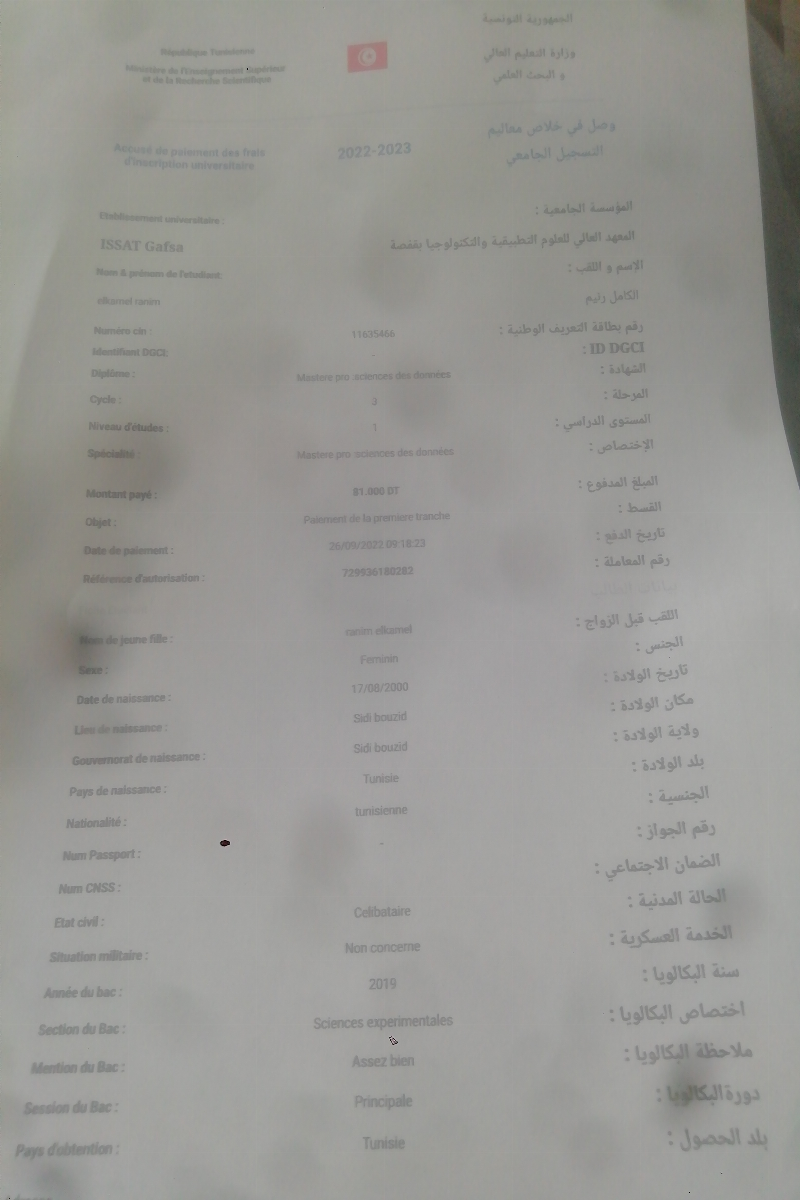 الجمهورية التونسية
République Tunisienne
وزارة التعليم العالي
Ministère de l'Enseignement Supérieur
و البحث العلمي
et de la Recherche Scientifique
وصل في خلاص معاليم
Accusé de paiement des frais
2022-2023
التسجيل الجامعي
d'inscription universitaire
Etablissement universitaire :
المؤسسة الجامعية :
ISSAT Gafsa
المعهد العالي للعلوم التطبيقية والتكنولوجيا بقفصة
Nom & prénom de l'etudiant:
الإسم و اللقب :
elkamel ranim
الكامل رنيم
Numéro cin : 11635466 رقم بطاقة التعريف الوطنية :
Identifiant DGCI: - ID DGCI :
Diplôme : Mastere pro :sciences des données الشهادة :
Cycle : 3 المرحلة :
Niveau d'études : 1 المستوى الدراسي :
Spécialité : Mastere pro :sciences des données الإختصاص :
Montant payé : 81.000 DT المبلغ المدفوع :
Objet : Paiement de la premiere tranche القسط :
Date de paiement : 26/09/2022 09:18:23 تاريخ الدفع :
Référence d'autorisation : 729936180282 رقم المعاملة :
بيانات الطالب
Nom de jeune fille : ranim elkamel اللقب قبل الزواج :
Sexe : Feminin الجنس :
Date de naissance : 17/08/2000 تاريخ الولادة :
Lieu de naissance : Sidi bouzid مكان الولادة :
Gouvernorat de naissance : Sidi bouzid ولاية الولادة :
Pays de naissance : Tunisie بلد الولادة :
Nationalité : tunisienne الجنسية :
Num Passport : - رقم الجواز :
Num CNSS : الضمان الاجتماعي :
Etat civil : Celibataire الحالة المدنية :
Situation militaire : Non concerne الخدمة العسكرية :
Année du bac : 2019 سنة البكالويا :
Section du Bac : Sciences experimentales اختصاص البكالويا :
Mention du Bac : Assez bien ملاحظة البكالويا :
Session du Bac : Principale دورةالبكالويا :
Pays d'obtention : Tunisie بلد الحصول :